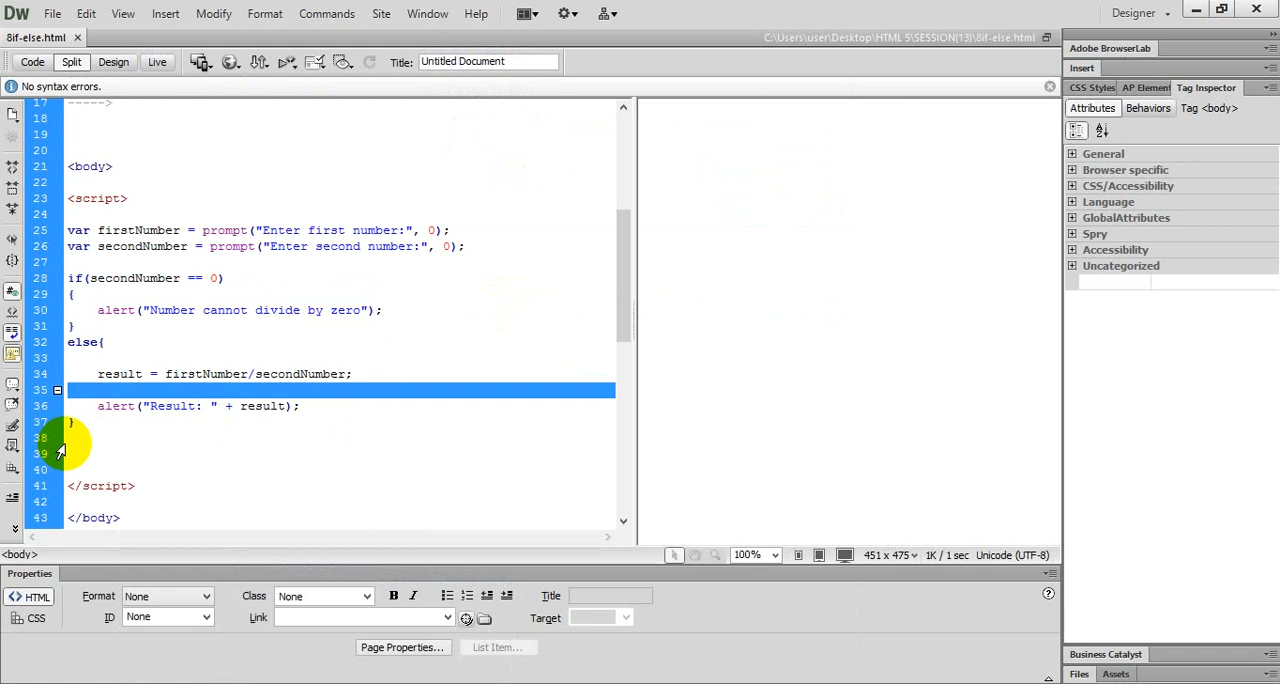 Dw File Edit View Insert Modify Format Commands Site Window Help Designer
8if-else.html C:\Users\user\Desktop\HTML 5\SESSION(13)\8if-else.html
Code Split Design Live Title: Untitled Document
No syntax errors.
17 ----->
18
19
20
21 <body>
22
23 <script>
24
25 var firstNumber = prompt("Enter first number:", 0);
26 var secondNumber = prompt("Enter second number:", 0);
27
28 if(secondNumber == 0)
29 {
30 alert("Number cannot divide by zero");
31 }
32 else{
33
34 result = firstNumber/secondNumber;
35
36 alert("Result: " + result);
37 }
38
39
40
41 </script>
42
43 </body>
<body> 100% 451 x 475 1K / 1 sec Unicode (UTF-8)
Properties
<> HTML Format None Class None B I Title
CSS ID None Link Target
Page Properties... List Item...
Adobe BrowserLab
Insert
CSS Styles AP Element Tag Inspector
Attributes Behaviors Tag <body>
General
Browser specific
CSS/Accessibility
Language
GlobalAttributes
Spry
Accessibility
Uncategorized
Business Catalyst
Files Assets